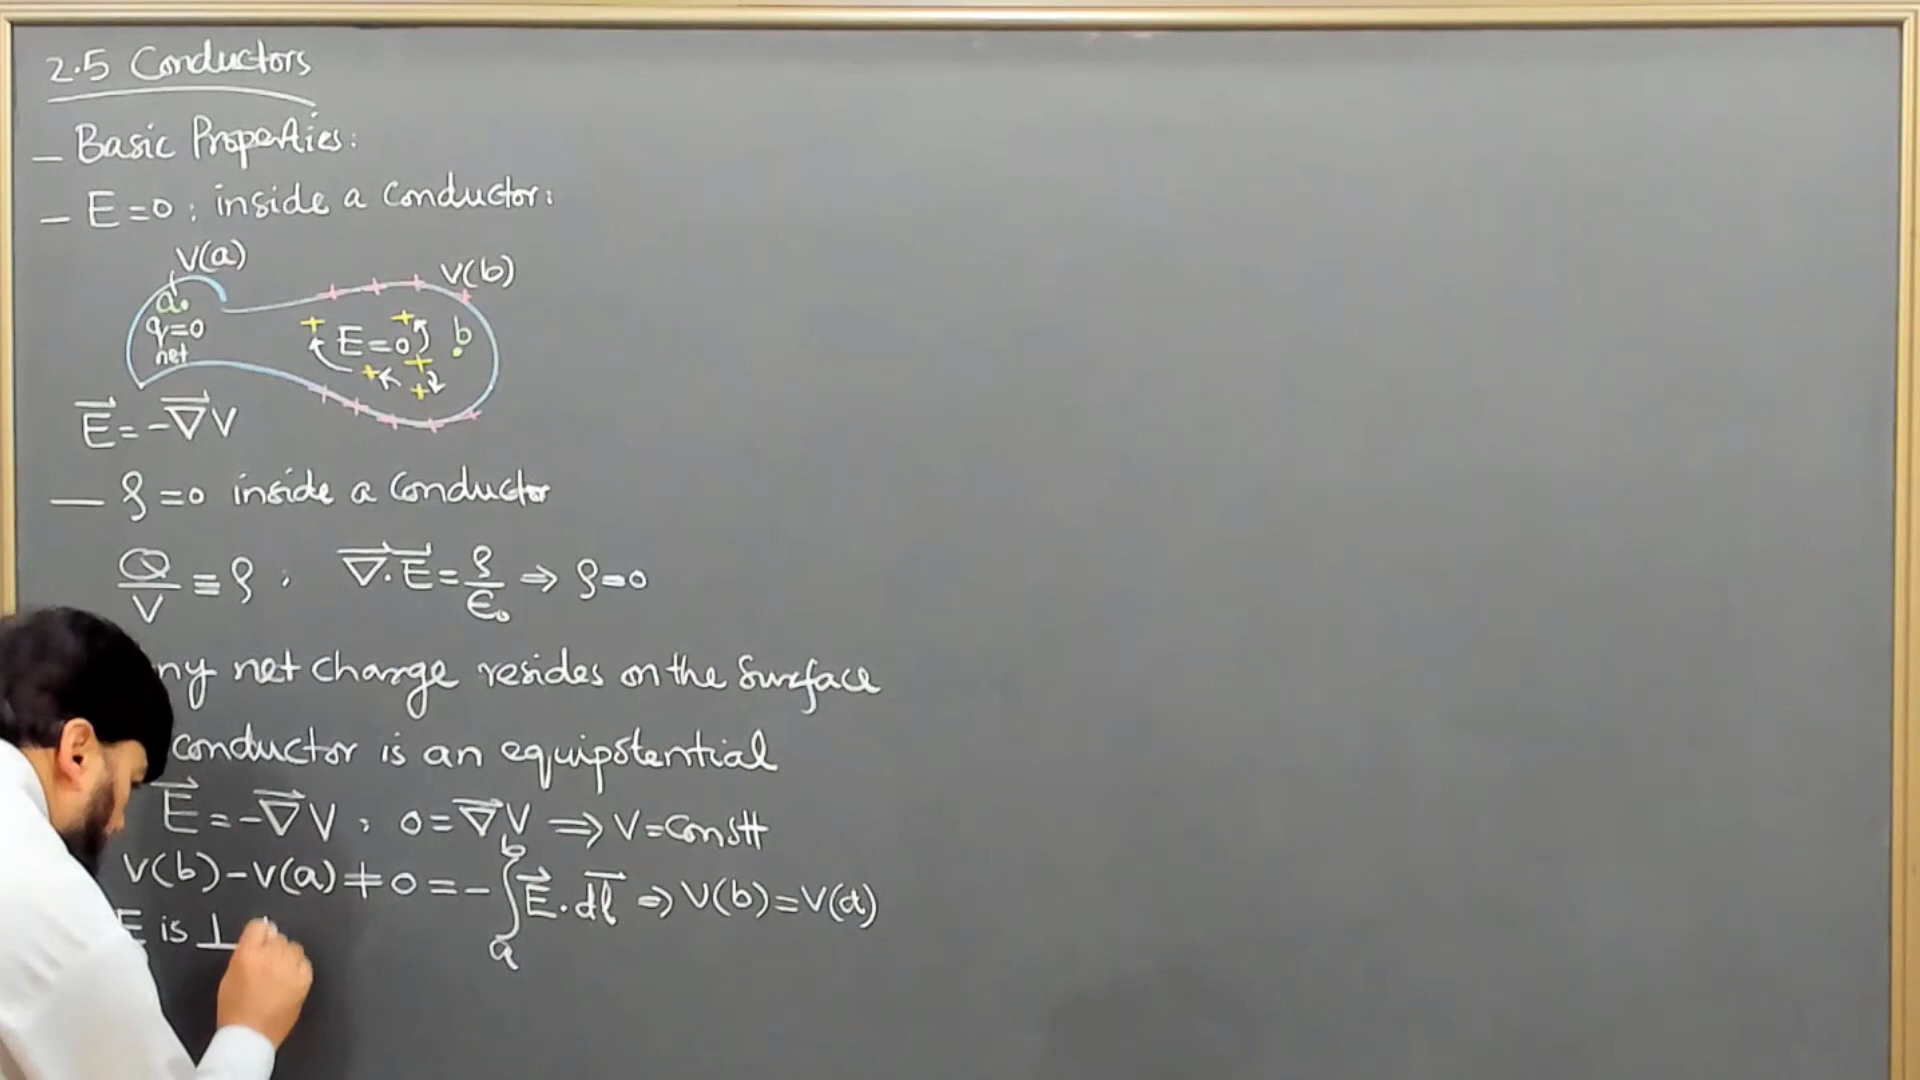 2.5 Conductors
— Basic Properties:
— E=0 : inside a conductor:
V(a)
V(b)
a
q=0
net
E=0
b
E⃗ = -∇⃗V
— ρ=0 inside a conductor
Q/V ≡ ρ , ∇⃗·E⃗ = ρ/ε₀ ⇒ ρ=0
ny net charge resides on the surface
conductor is an equipotential
E⃗ = -∇⃗V , 0 = ∇⃗V ⇒ V=constt
V(b)-V(a)≠0 = -∫ₐᵇ E⃗·dl⃗ ⇒ V(b)=V(a)
E is ⊥